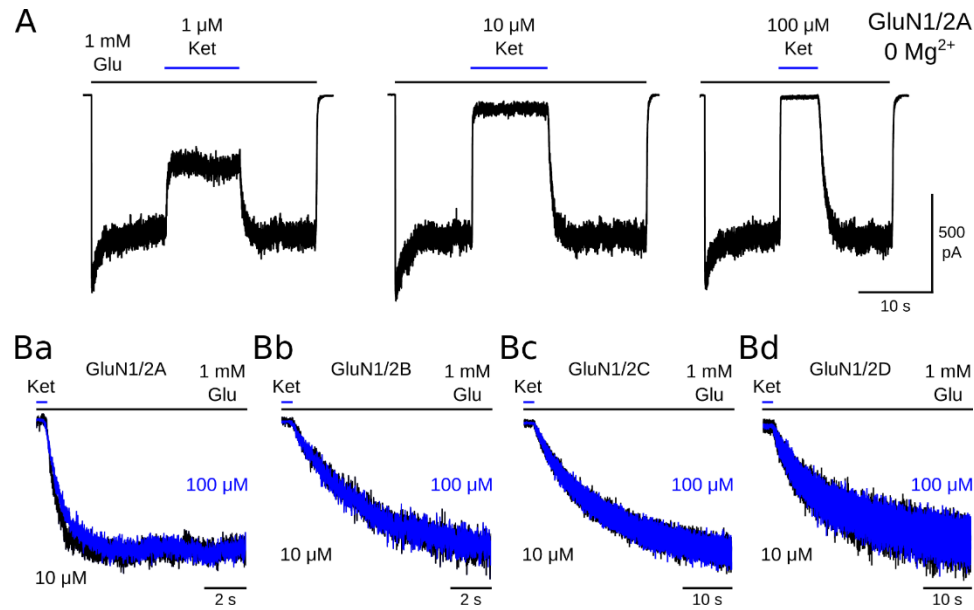 A
1 mM
Glu
1 μM
Ket
10 μM
Ket
100 μM
Ket
GluN1/2A
0 Mg²⁺
500
pA
10 s
Ba
GluN1/2A
1 mM
Glu
Ket
100 μM
10 μM
2 s
Bb
GluN1/2B
1 mM
Glu
Ket
100 μM
10 μM
2 s
Bc
GluN1/2C
1 mM
Glu
Ket
100 μM
10 μM
10 s
Bd
GluN1/2D
1 mM
Glu
Ket
100 μM
10 μM
10 s